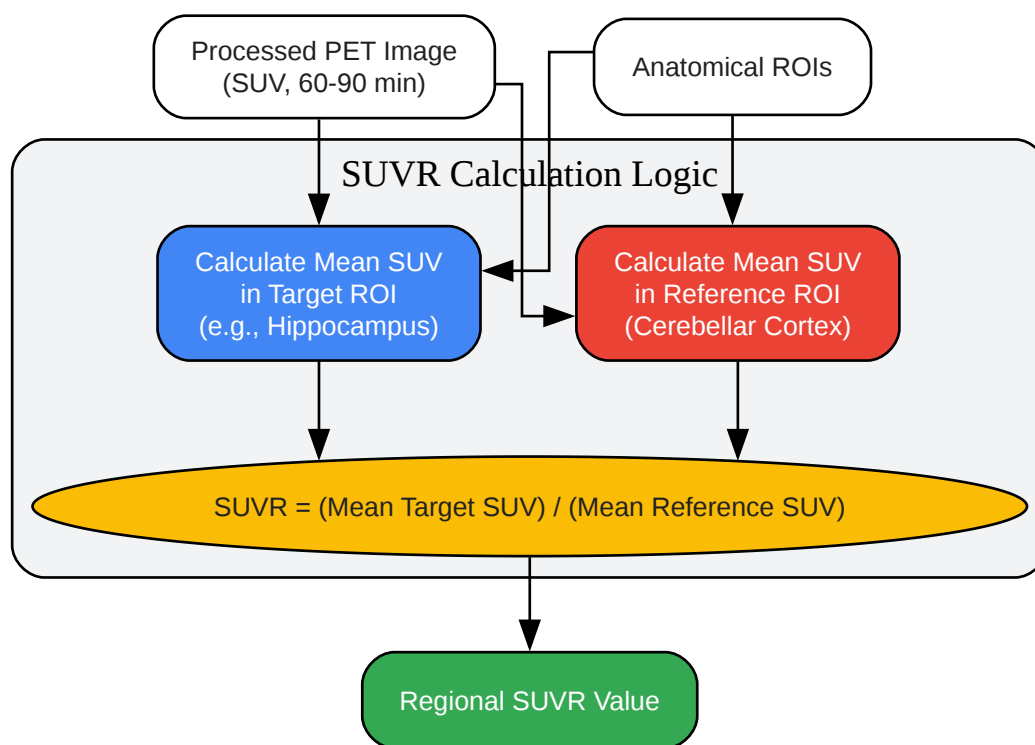 Processed PET Image
(SUV, 60-90 min)
Anatomical ROIs
SUVR Calculation Logic
Calculate Mean SUV
in Target ROI
(e.g., Hippocampus)
Calculate Mean SUV
in Reference ROI
(Cerebellar Cortex)
SUVR = (Mean Target SUV) / (Mean Reference SUV)
Regional SUVR Value